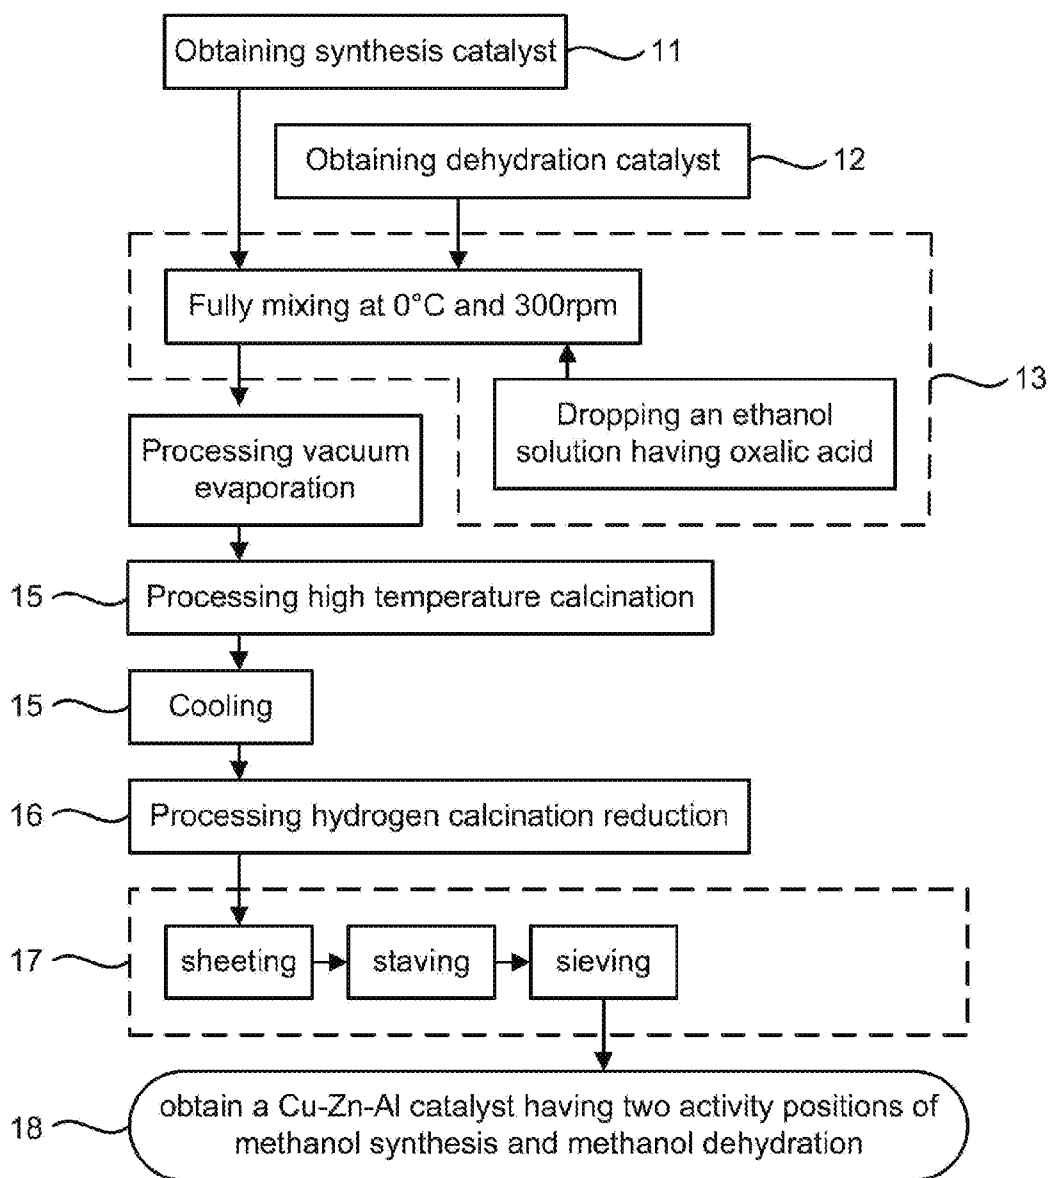 Obtaining synthesis catalyst
11
Obtaining dehydration catalyst
12
Fully mixing at 0°C and 300rpm
13
Dropping an ethanol
solution having oxalic acid
Processing vacuum
evaporation
15
Processing high temperature calcination
15
Cooling
16
Processing hydrogen calcination reduction
17
sheeting
staving
sieving
18
obtain a Cu-Zn-Al catalyst having two activity positions of
methanol synthesis and methanol dehydration